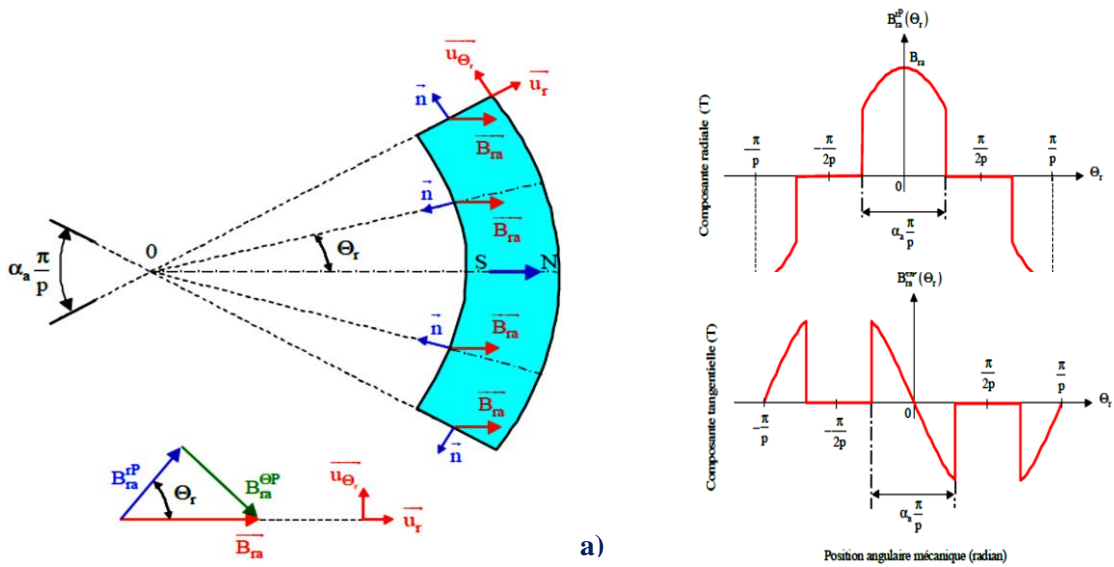 u_Θr
u_r
n
B_ra
n
B_ra
α_a π/p
0
Θ_r
S N
n
B_ra
B_ra
n
B_ra^rP
Θ_r
B_ra^ΘP
B_ra
u_Θr
u_r
a)
B_ra^rP(Θ_r)
B_ra
Composante radiale (T)
-π/p
-π/2p
0
π/2p
π/p
Θ_r
α_a π/p
(Θ_r)
Composante tangentielle (T)
-π/p
-π/2p
0
π/2p
π/p
Θ_r
α_a π/p
Position angulaire mécanique (radian)